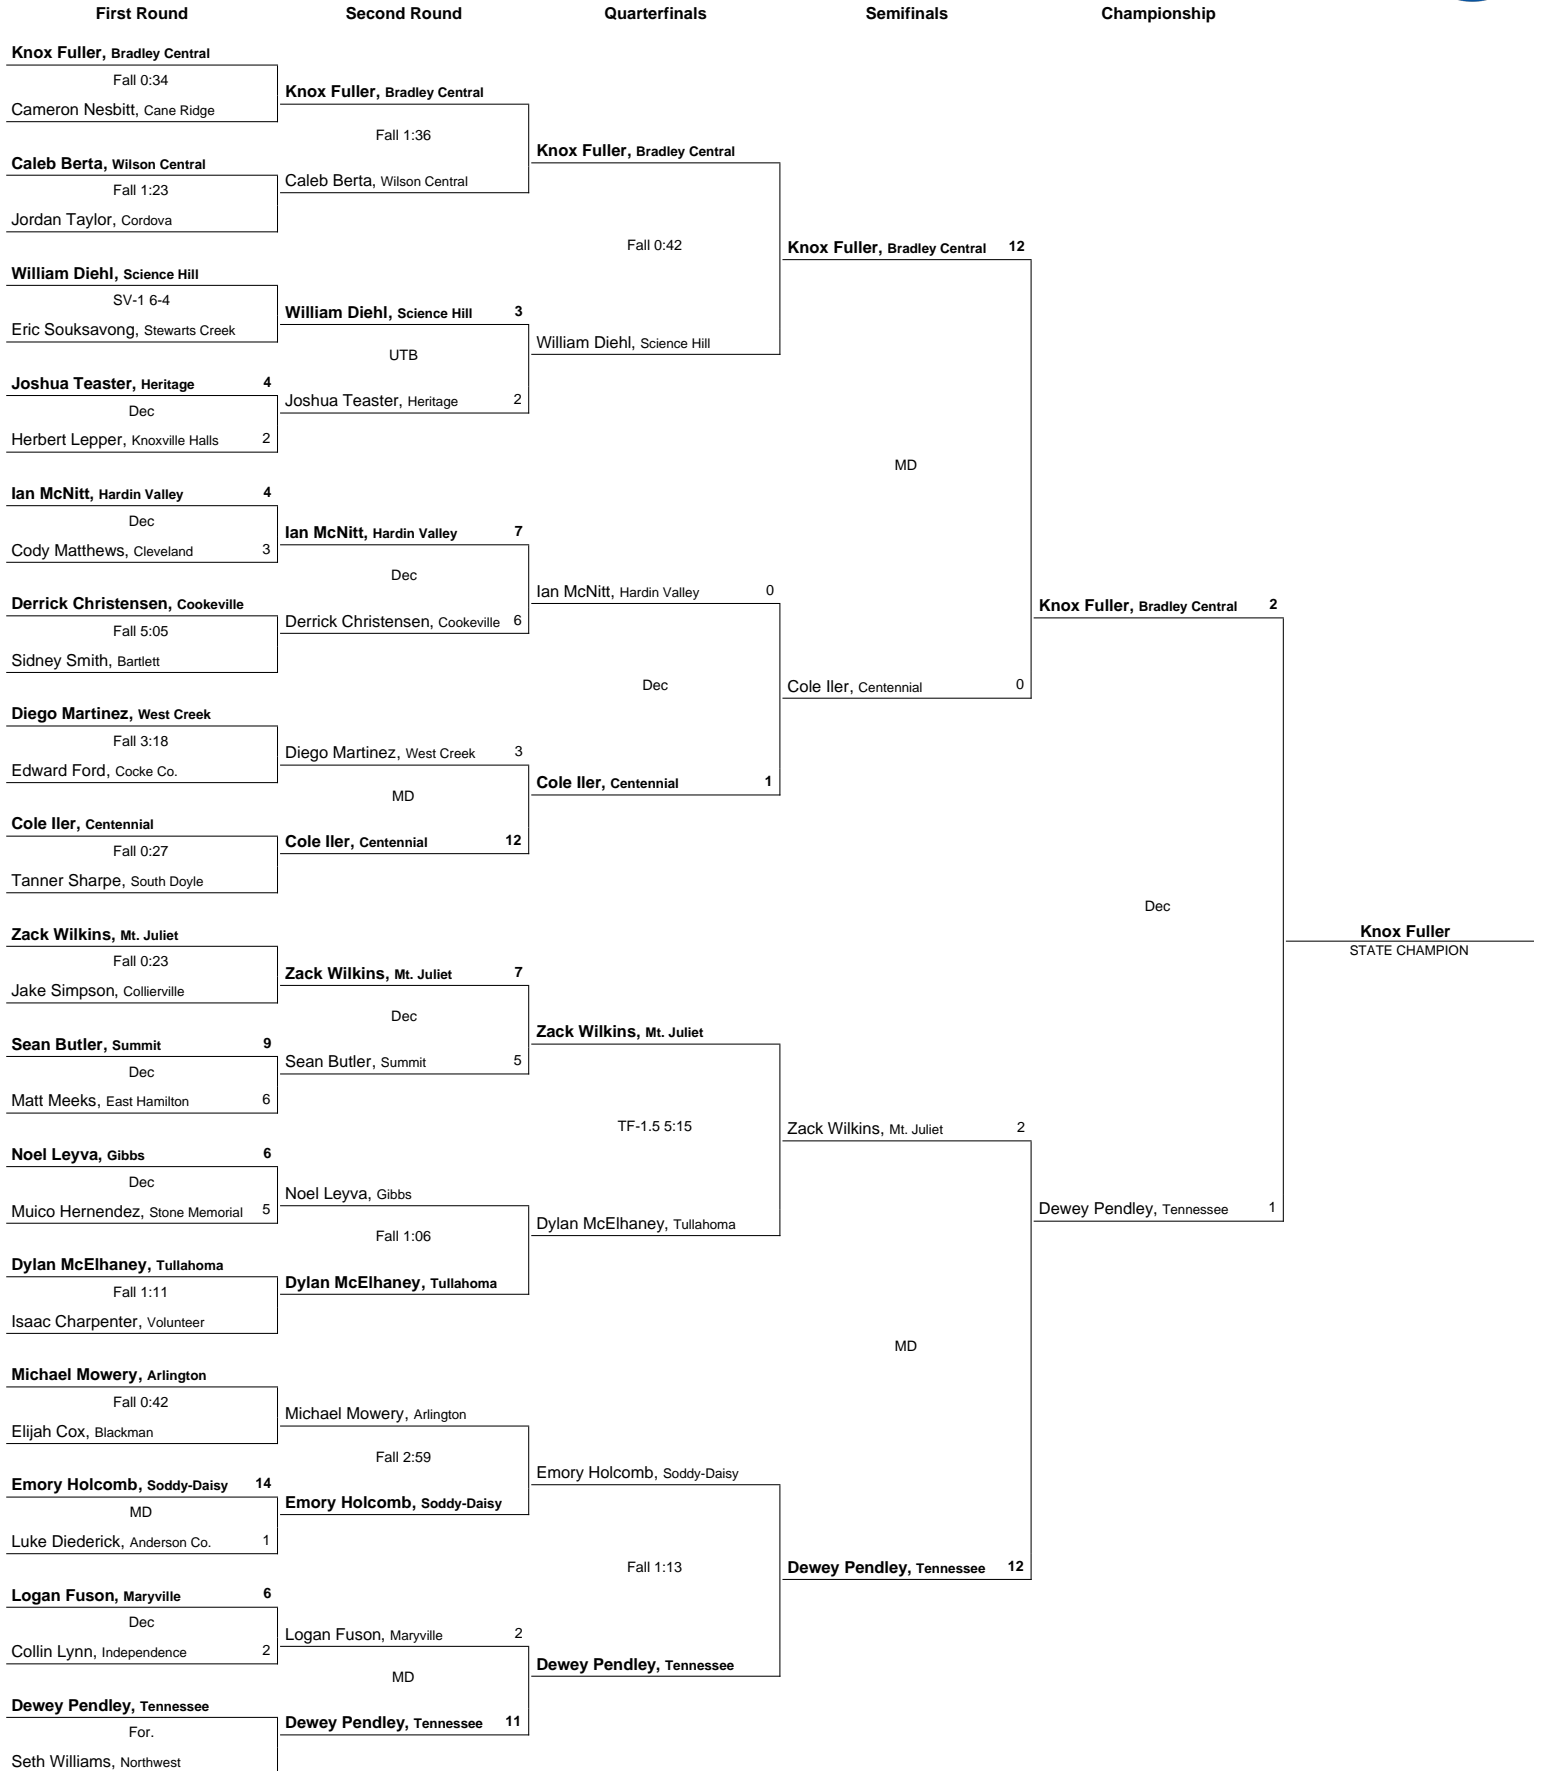 First Round Second Round Quarterfinals Semifinals Championship
Knox Fuller, Bradley Central
Fall 0:34
Cameron Nesbitt, Cane Ridge
Caleb Berta, Wilson Central
Fall 1:23
Jordan Taylor, Cordova
William Diehl, Science Hill
SV-1 6-4
Eric Souksavong, Stewarts Creek
Joshua Teaster, Heritage 4
Dec
Herbert Lepper, Knoxville Halls 2
Ian McNitt, Hardin Valley 4
Dec
Cody Matthews, Cleveland 3
Derrick Christensen, Cookeville
Fall 5:05
Sidney Smith, Bartlett
Diego Martinez, West Creek
Fall 3:18
Edward Ford, Cocke Co.
Cole Iler, Centennial
Fall 0:27
Tanner Sharpe, South Doyle
Zack Wilkins, Mt. Juliet
Fall 0:23
Jake Simpson, Collierville
Sean Butler, Summit 9
Dec
Matt Meeks, East Hamilton 6
Noel Leyva, Gibbs 6
Dec
Muico Hernendez, Stone Memorial 5
Dylan McElhaney, Tullahoma
Fall 1:11
Isaac Charpenter, Volunteer
Michael Mowery, Arlington
Fall 0:42
Elijah Cox, Blackman
Emory Holcomb, Soddy-Daisy 14
MD
Luke Diederick, Anderson Co. 1
Logan Fuson, Maryville 6
Dec
Collin Lynn, Independence 2
Dewey Pendley, Tennessee
For.
Seth Williams, Northwest
Knox Fuller, Bradley Central
Fall 1:36
Caleb Berta, Wilson Central
William Diehl, Science Hill 3
UTB
Joshua Teaster, Heritage 2
Ian McNitt, Hardin Valley 7
Dec
Derrick Christensen, Cookeville 6
Diego Martinez, West Creek 3
MD
Cole Iler, Centennial 12
Zack Wilkins, Mt. Juliet 7
Dec
Sean Butler, Summit 5
Noel Leyva, Gibbs
Fall 1:06
Dylan McElhaney, Tullahoma
Michael Mowery, Arlington
Fall 2:59
Emory Holcomb, Soddy-Daisy
Logan Fuson, Maryville 2
MD
Dewey Pendley, Tennessee 11
Knox Fuller, Bradley Central
Fall 0:42
William Diehl, Science Hill
Ian McNitt, Hardin Valley 0
Dec
Cole Iler, Centennial 1
Zack Wilkins, Mt. Juliet
TF-1.5 5:15
Dylan McElhaney, Tullahoma
Emory Holcomb, Soddy-Daisy
Fall 1:13
Dewey Pendley, Tennessee
Knox Fuller, Bradley Central 12
MD
Cole Iler, Centennial 0
Zack Wilkins, Mt. Juliet 2
MD
Dewey Pendley, Tennessee 12
Knox Fuller, Bradley Central 2
Dec
Dewey Pendley, Tennessee 1
Knox Fuller
STATE CHAMPION